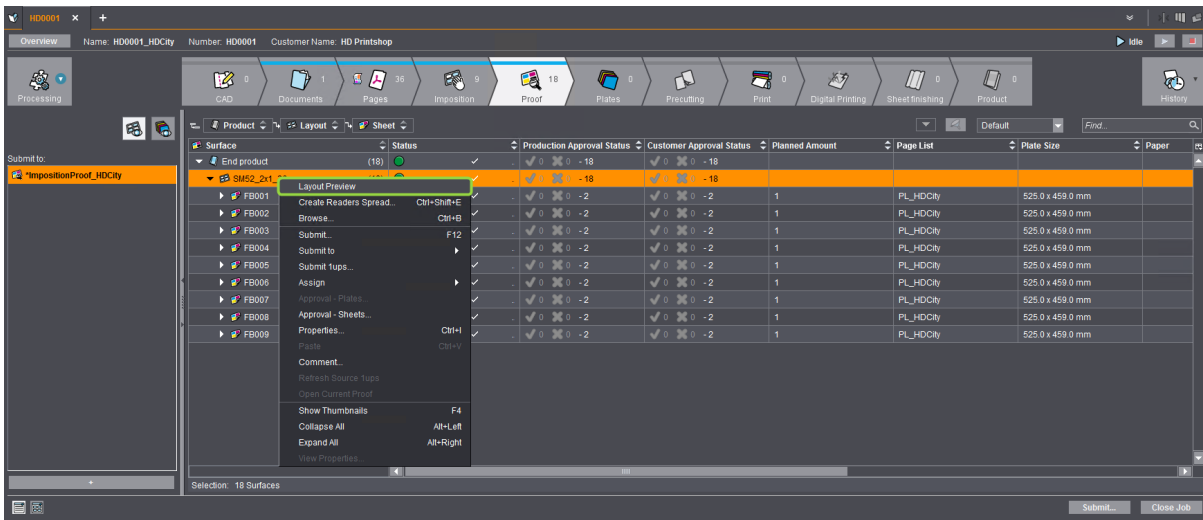 HD0001 × +
Overview Name: HD0001_HDCity Number: HD0001 Customer Name: HD Printshop Idle
Processing
0 CAD
1 Documents
36 Pages
9 Imposition
18 Proof
0 Plates
Precutting
0 Print
Digital Printing
0 Sheet finishing
0 Product
History
Product Layout Sheet Default Find...
Submit to:
*ImpositionProof_HDCity
Surface Status Production Approval Status Customer Approval Status Planned Amount Page List Plate Size Paper
End product (18) 0 0 - 18 0 0 - 18
SM52_2x1 0 0 - 18 0 0 - 18
FB001 0 0 - 2 0 0 - 2 1 PL_HDCity 525.0 x 459.0 mm
FB002 0 0 - 2 0 0 - 2 1 PL_HDCity 525.0 x 459.0 mm
FB003 0 0 - 2 0 0 - 2 1 PL_HDCity 525.0 x 459.0 mm
FB004 0 0 - 2 0 0 - 2 1 PL_HDCity 525.0 x 459.0 mm
FB005 0 0 - 2 0 0 - 2 1 PL_HDCity 525.0 x 459.0 mm
FB006 0 0 - 2 0 0 - 2 1 PL_HDCity 525.0 x 459.0 mm
FB007 0 0 - 2 0 0 - 2 1 PL_HDCity 525.0 x 459.0 mm
FB008 0 0 - 2 0 0 - 2 1 PL_HDCity 525.0 x 459.0 mm
FB009 0 0 - 2 0 0 - 2 1 PL_HDCity 525.0 x 459.0 mm
Layout Preview
Create Readers Spread... Ctrl+Shift+E
Browse... Ctrl+B
Submit... F12
Submit to
Submit 1ups...
Assign
Approval - Plates...
Approval - Sheets...
Properties... Ctrl+I
Paste Ctrl+V
Comment...
Refresh Source 1ups
Open Current Proof
Show Thumbnails F4
Collapse All Alt+Left
Expand All Alt+Right
View Properties...
+
Selection: 18 Surfaces
Submit... Close Job